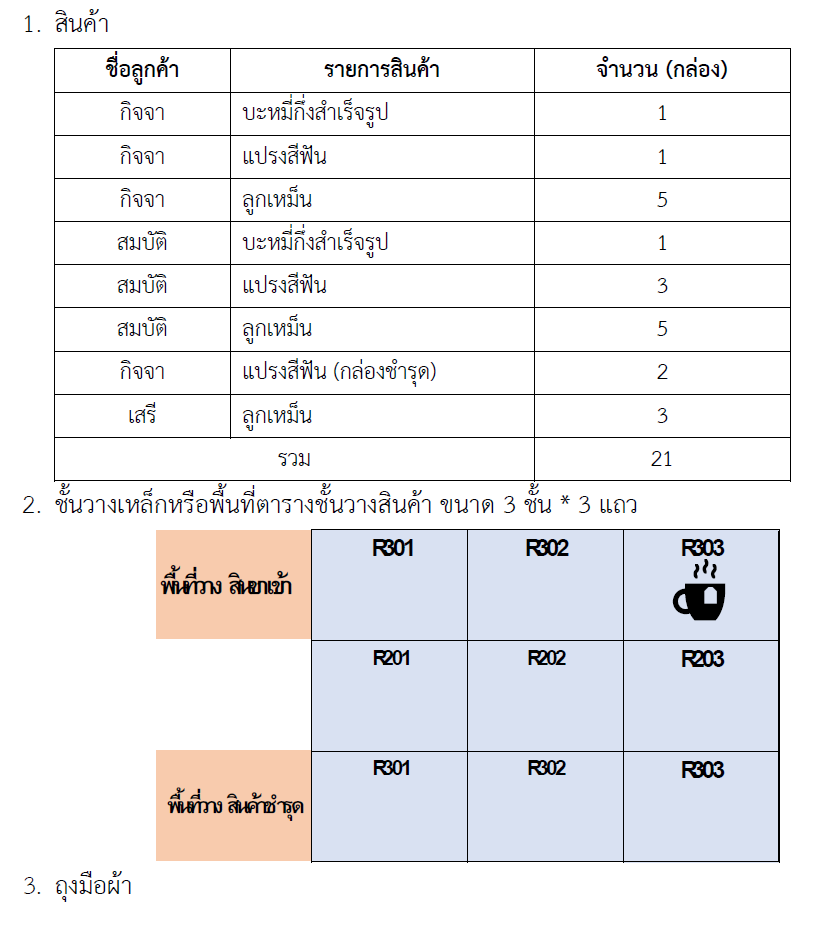 1. สินค้า
ชื่อลูกค้า รายการสินค้า จำนวน (กล่อง)
กิจจา บะหมี่กึ่งสำเร็จรูป 1
กิจจา แปรงสีฟัน 1
กิจจา ลูกเหม็น 5
สมบัติ บะหมี่กึ่งสำเร็จรูป 1
สมบัติ แปรงสีฟัน 3
สมบัติ ลูกเหม็น 5
กิจจา แปรงสีฟัน (กล่องชำรุด) 2
เสรี ลูกเหม็น 3
รวม 21
2. ชั้นวางเหล็กหรือพื้นที่ตารางชั้นวางสินค้า ขนาด 3 ชั้น * 3 แถว
R301 R302 R303
พื้นที่วาง สินขาเข้า
R201 R202 R203
R301 R302 R303
พื้นที่วาง สินค้าชำรุด
3. ถุงมือผ้า